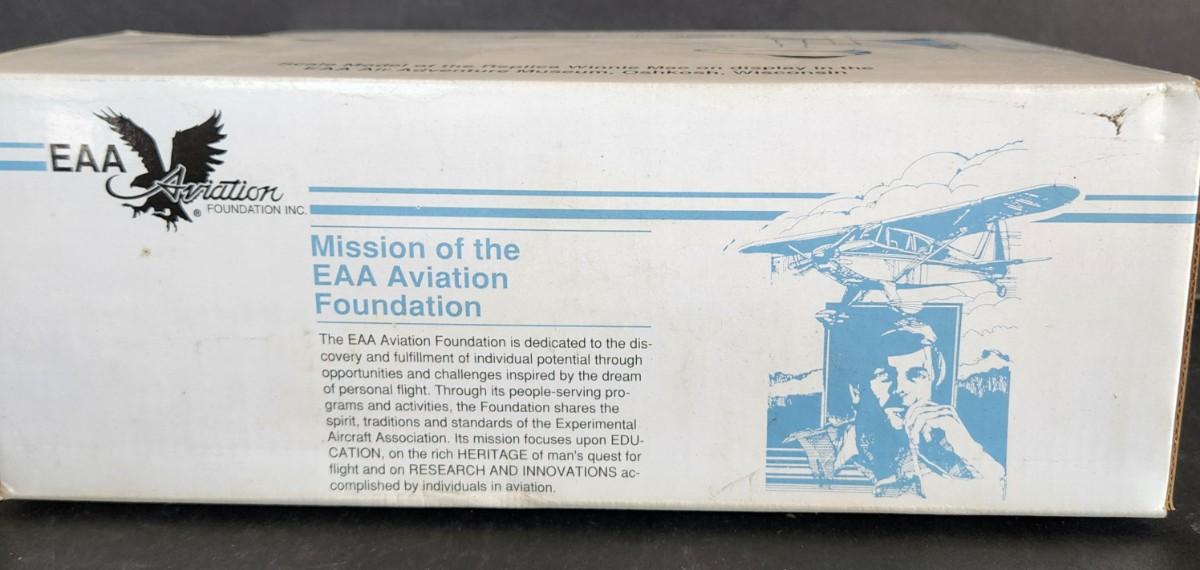 Scale Model of the Replica Winnie Mae on display in the
EAA Air Adventure Museum, Oshkosh, Wisconsin
EAA
Aviation
® FOUNDATION INC.
Mission of the
EAA Aviation
Foundation
The EAA Aviation Foundation is dedicated to the dis-
covery and fulfillment of individual potential through
opportunities and challenges inspired by the dream
of personal flight. Through its people-serving pro-
grams and activities, the Foundation shares the
spirit, traditions and standards of the Experimental
Aircraft Association. Its mission focuses upon EDU-
CATION, on the rich HERITAGE of man's quest for
flight and on RESEARCH AND INNOVATIONS ac-
complished by individuals in aviation.